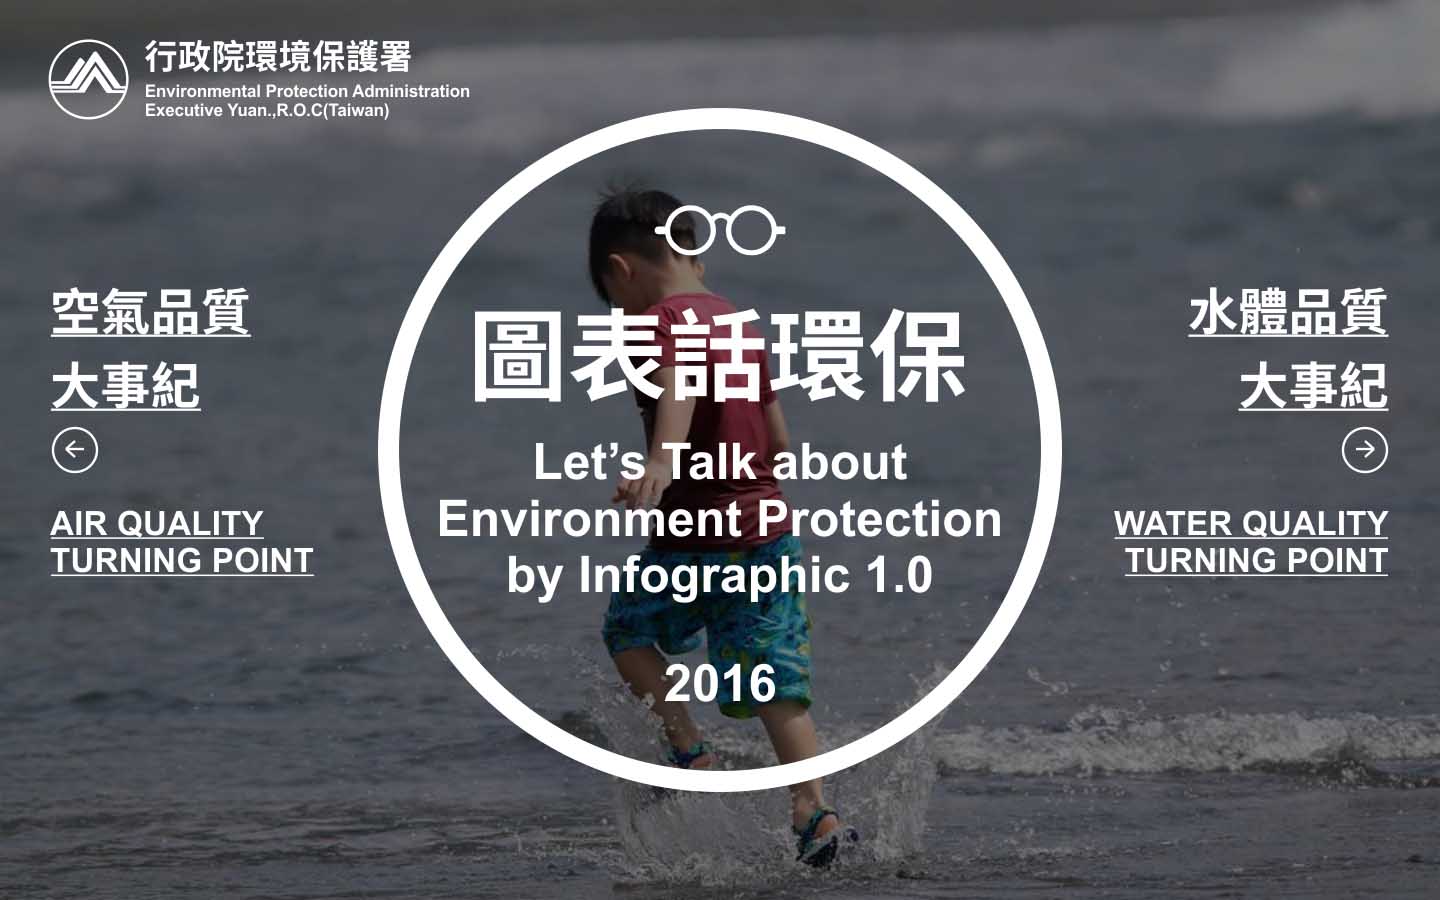 行政院環境保護署
Environmental Protection Administration
Executive Yuan.,R.O.C(Taiwan)
空氣品質
大事紀
AIR QUALITY
TURNING POINT
圖表話環保
Let’s Talk about
Environment Protection
by Infographic 1.0
2016
水體品質
大事紀
WATER QUALITY
TURNING POINT